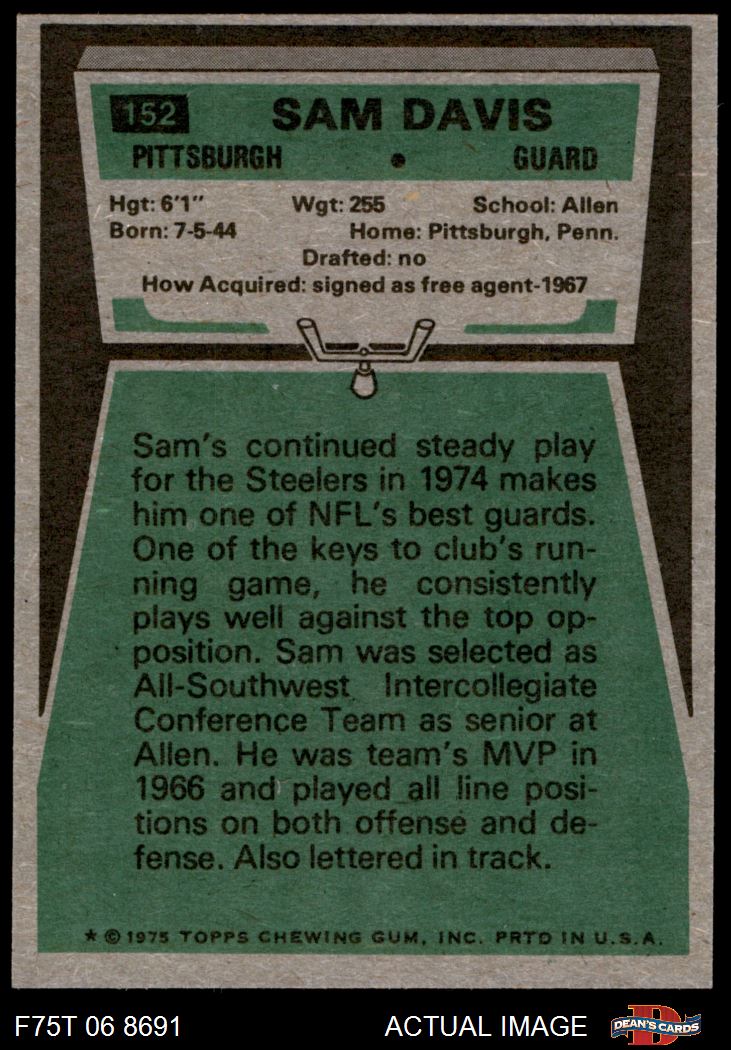 152 SAM DAVIS
PITTSBURGH • GUARD
Hgt: 6'1" Wgt: 255 School: Allen
Born: 7-5-44 Home: Pittsburgh, Penn.
Drafted: no
How Acquired: signed as free agent-1967
Sam's continued steady play
for the Steelers in 1974 makes
him one of NFL's best guards.
One of the keys to club's run-
ning game, he consistently
plays well against the top op-
position. Sam was selected as
All-Southwest Intercollegiate
Conference Team as senior at
Allen. He was team's MVP in
1966 and played all line posi-
tions on both offense and de-
fense. Also lettered in track.
★ © 1975 TOPPS CHEWING GUM, INC. PRTD IN U.S.A.
F75T 06 8691 ACTUAL IMAGE D DEAN'S CARDS